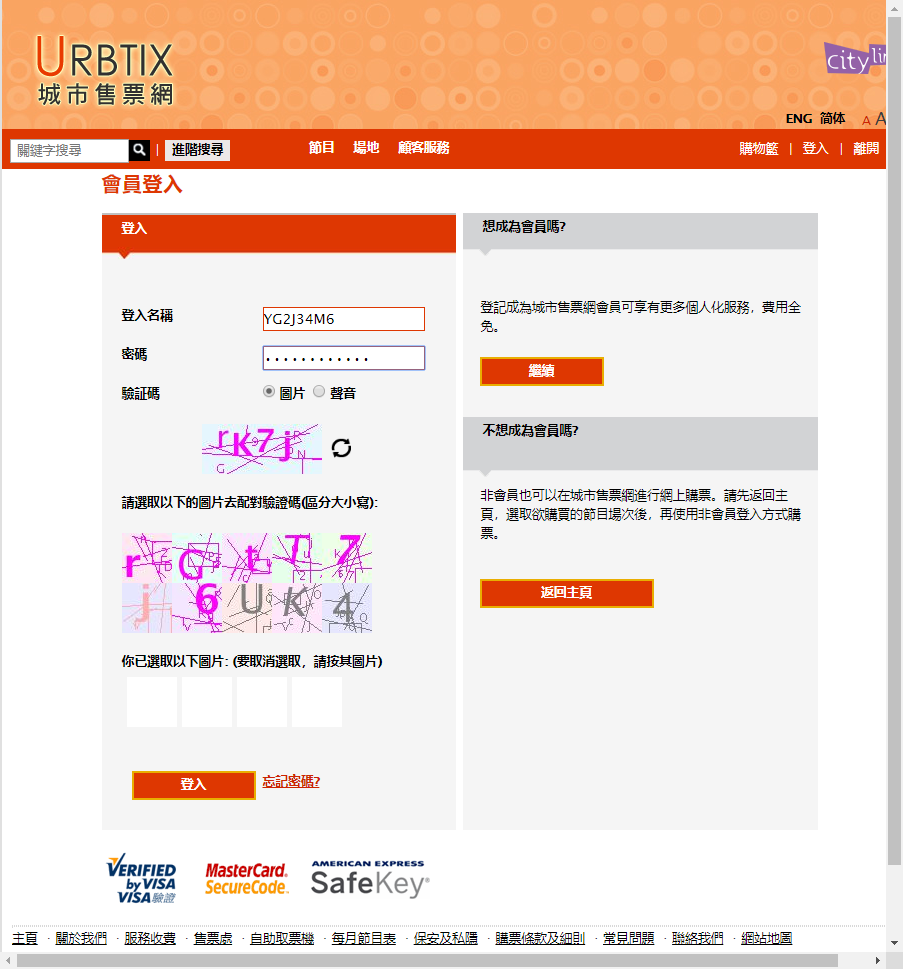 URBTIX
城市售票網
cityli
ENG 简体 A A
關鍵字搜尋 | 進階搜尋 節目 場地 顧客服務 購物籃 | 登入 | 離開
會員登入
登入
登入名稱 YG2J34M6
密碼 ············
驗証碼 圖片 聲音
請選取以下的圖片去配對驗證碼(區分大小寫):
你已選取以下圖片: (要取消選取，請按其圖片)
登入 忘記密碼?
想成為會員嗎?
登記成為城市售票網會員可享有更多個人化服務，費用全
免。
繼續
不想成為會員嗎?
非會員也可以在城市售票網進行網上購票。請先返回主
頁，選取欲購買的節目場次後，再使用非會員登入方式購
票。
返回主頁
VERIFIED
by VISA
VISA驗證
MasterCard.
SecureCode.
AMERICAN EXPRESS
SafeKey®
主頁 · 關於我們 · 服務收費 · 售票處 · 自助取票機 · 每月節目表 · 保安及私隱 · 購票條款及細則 · 常見問題 · 聯絡我們 · 網站地圖